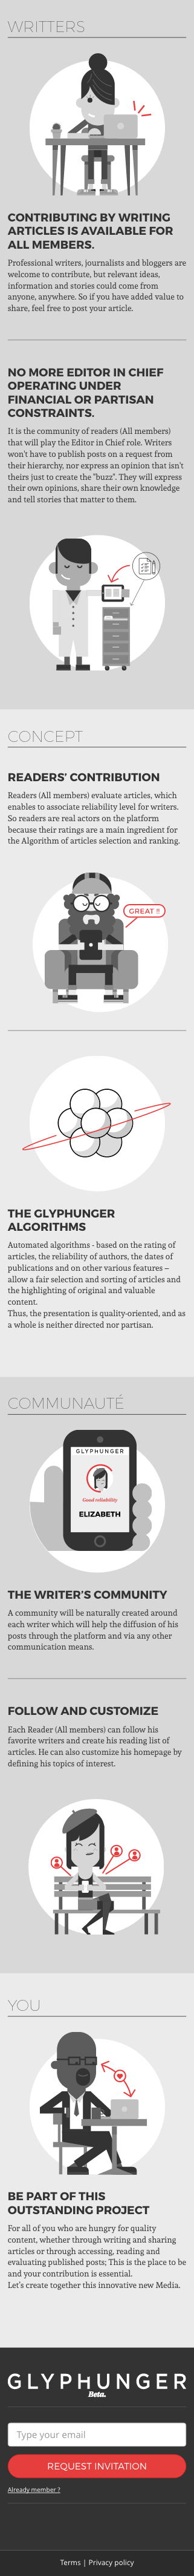 WRITTERS
CONTRIBUTING BY WRITING
ARTICLES IS AVAILABLE FOR
ALL MEMBERS.
Professional writers, journalists and bloggers are
welcome to contribute, but relevant ideas,
information and stories could come from
anyone, anywhere. So if you have added value to
share, feel free to post your article.
NO MORE EDITOR IN CHIEF
OPERATING UNDER
FINANCIAL OR PARTISAN
CONSTRAINTS.
It is the community of readers (All members)
that will play the Editor in Chief role. Writers
won't have to publish posts on a request from
their hierarchy, nor express an opinion that isn't
theirs just to create the "buzz". They will express
their own opinions, share their own knowledge
and tell stories that matter to them.
CONCEPT
READERS' CONTRIBUTION
Readers (All members) evaluate articles, which
enables to associate reliability level for writers.
So readers are real actors on the platform
because their ratings are a main ingredient for
the Algorithm of articles selection and ranking.
GREAT !!
THE GLYPHUNGER
ALGORITHMS
Automated algorithms - based on the rating of
articles, the reliability of authors, the dates of
publications and on other various features –
allow a fair selection and sorting of articles and
the highlighting of original and valuable
content.
Thus, the presentation is quality-oriented, and as
a whole is neither directed nor partisan.
COMMUNAUTÉ
GLYPHUNGER
Good reliability
ELIZABETH
THE WRITER'S COMMUNITY
A community will be naturally created around
each writer which will help the diffusion of his
posts through the platform and via any other
communication means.
FOLLOW AND CUSTOMIZE
Each Reader (All members) can follow his
favorite writers and create his reading list of
articles. He can also customize his homepage by
defining his topics of interest.
YOU
BE PART OF THIS
OUTSTANDING PROJECT
For all of you who are hungry for quality
content, whether through writing and sharing
articles or through accessing, reading and
evaluating published posts; This is the place to be
and your contribution is essential.
Let's create together this innovative new Media.
GLYPHUNGER
Beta.
Type your email
REQUEST INVITATION
Already member ?
Terms | Privacy policy